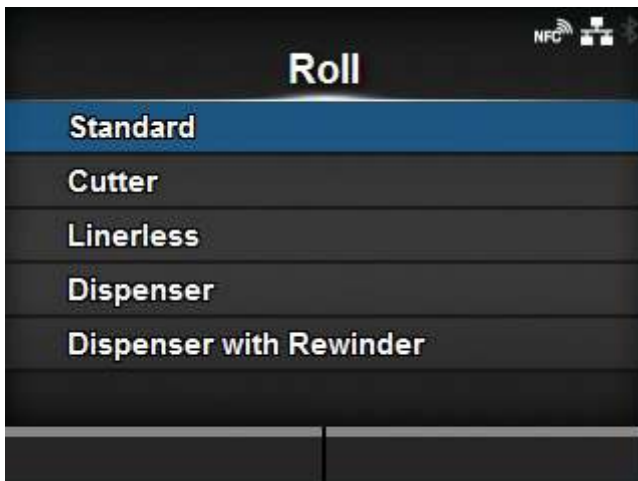 NFC
Roll
Standard
Cutter
Linerless
Dispenser
Dispenser with Rewinder